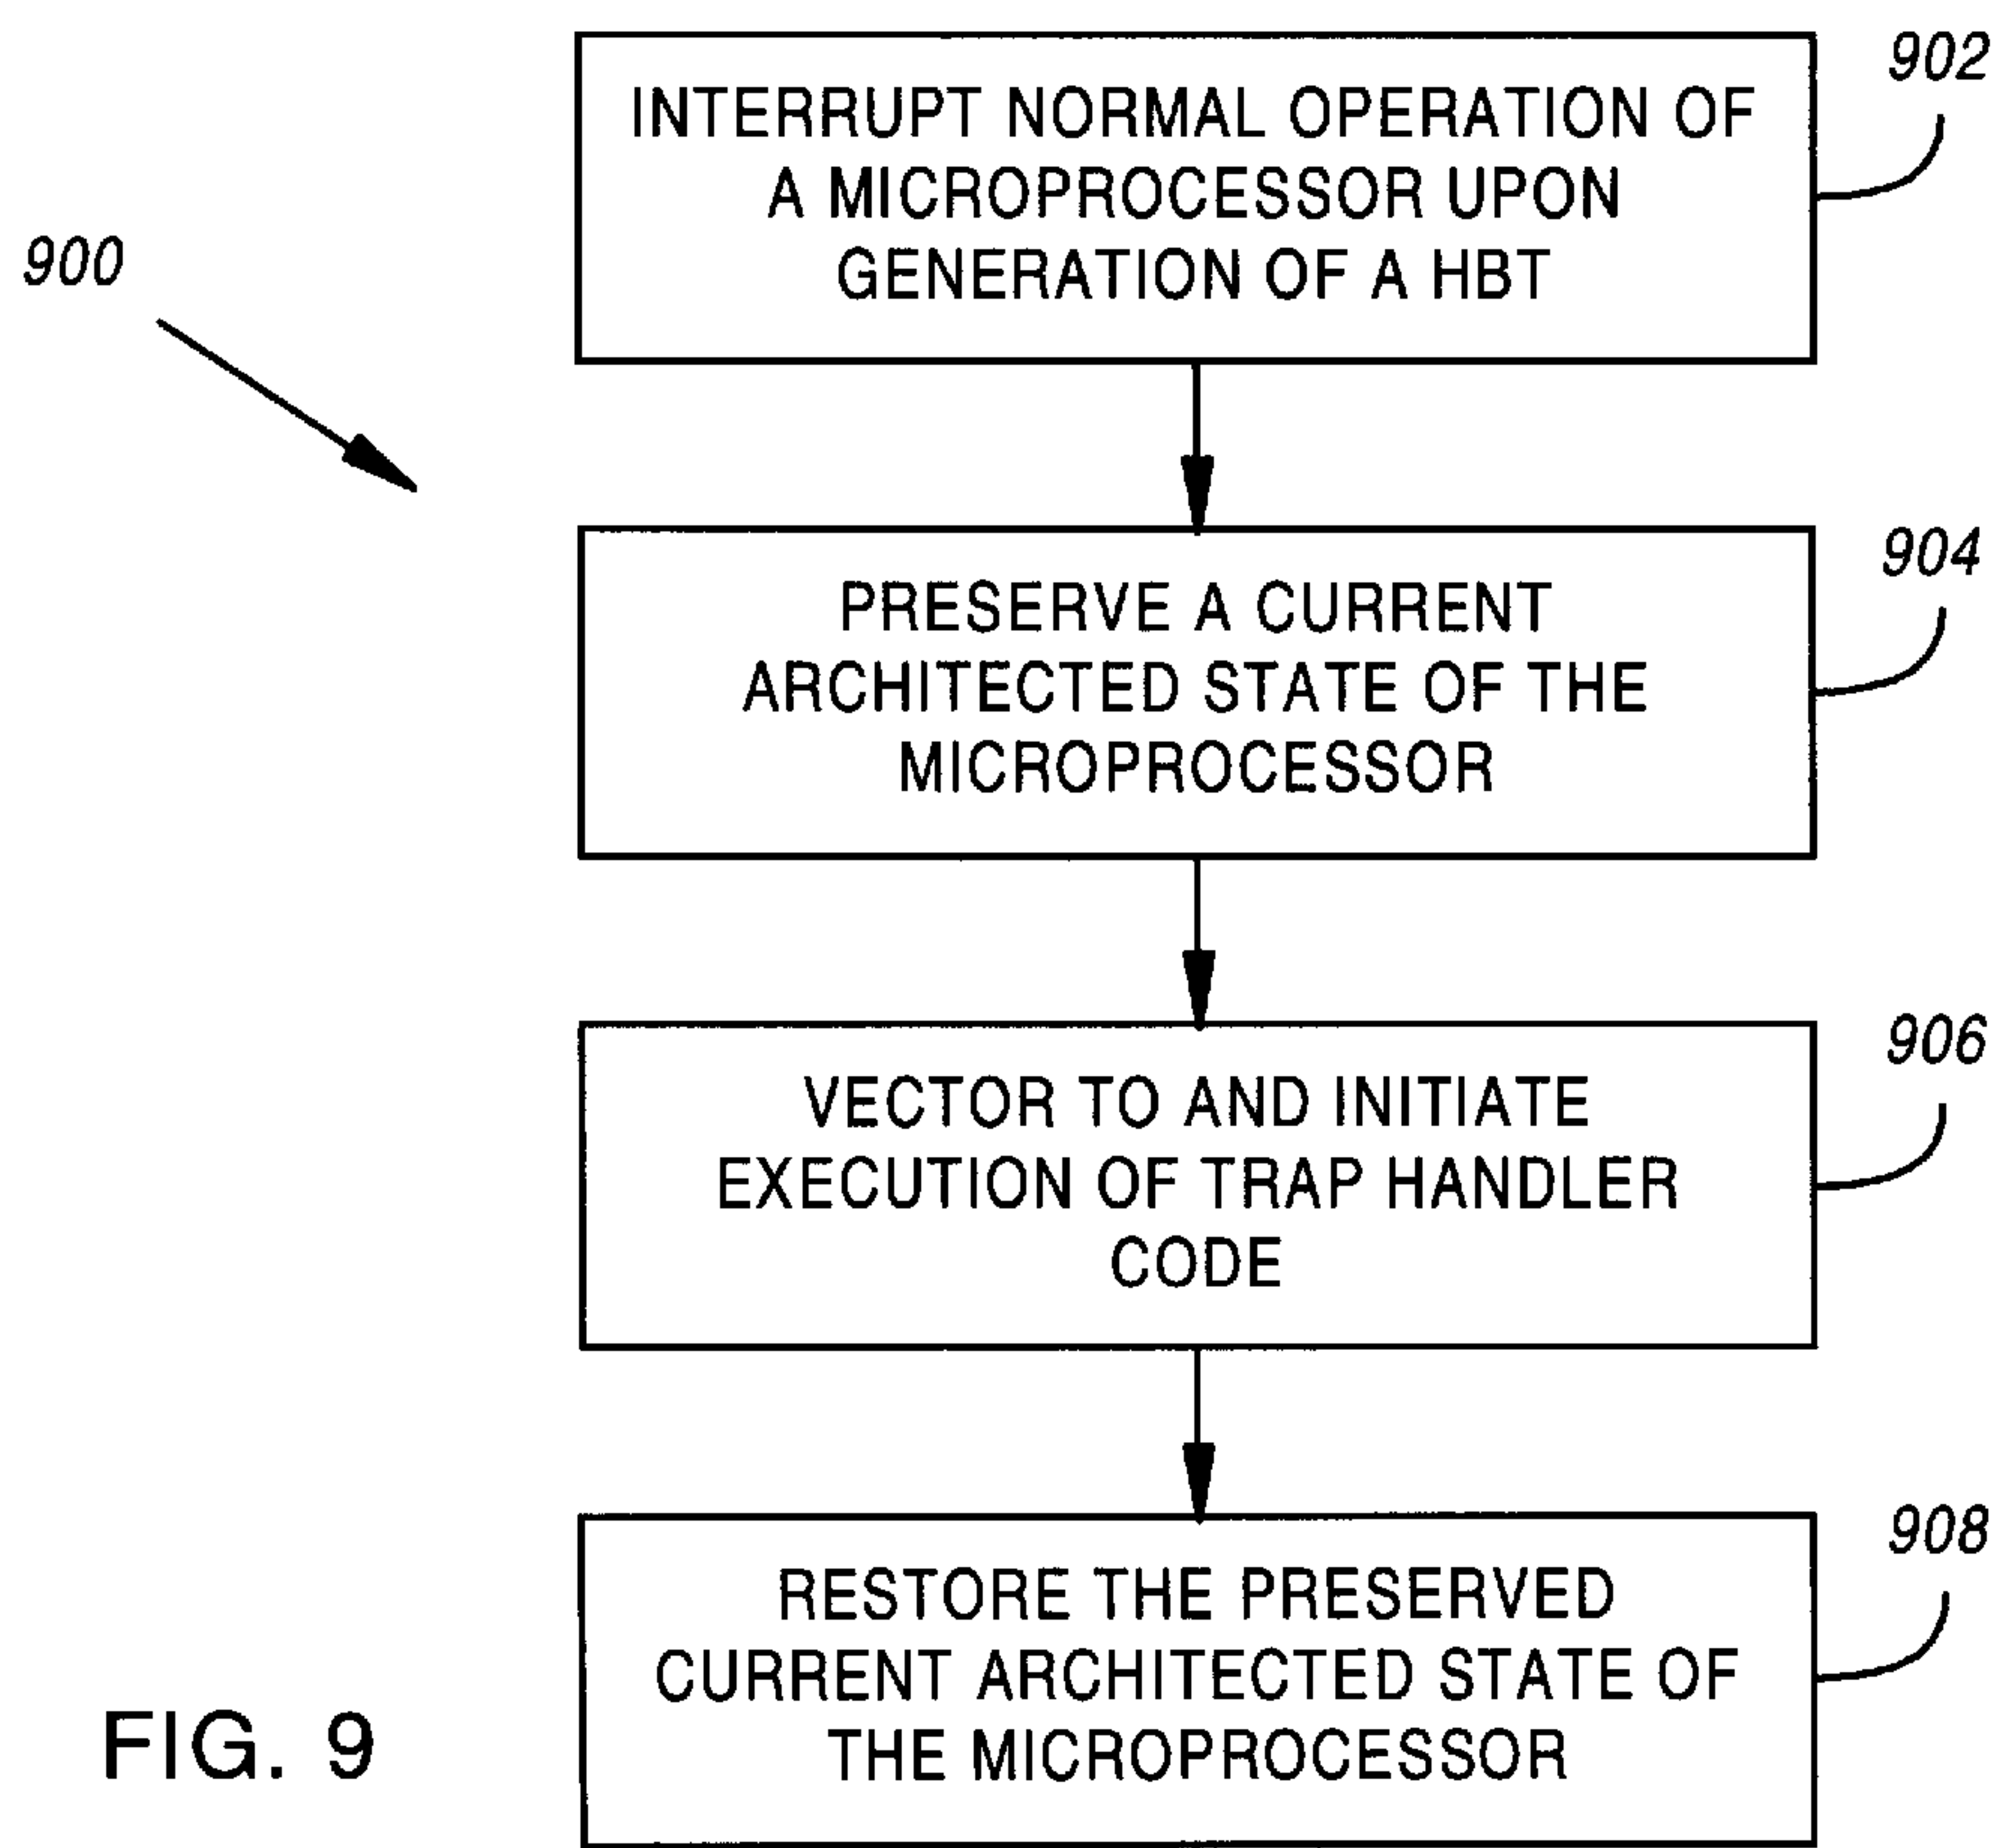 902
INTERRUPT NORMAL OPERATION OF
A MICROPROCESSOR UPON
GENERATION OF A HBT
900
904
PRESERVE A CURRENT
ARCHITECTED STATE OF THE
MICROPROCESSOR
906
VECTOR TO AND INITIATE
EXECUTION OF TRAP HANDLER
CODE
908
RESTORE THE PRESERVED
CURRENT ARCHITECTED STATE OF
THE MICROPROCESSOR
FIG. 9